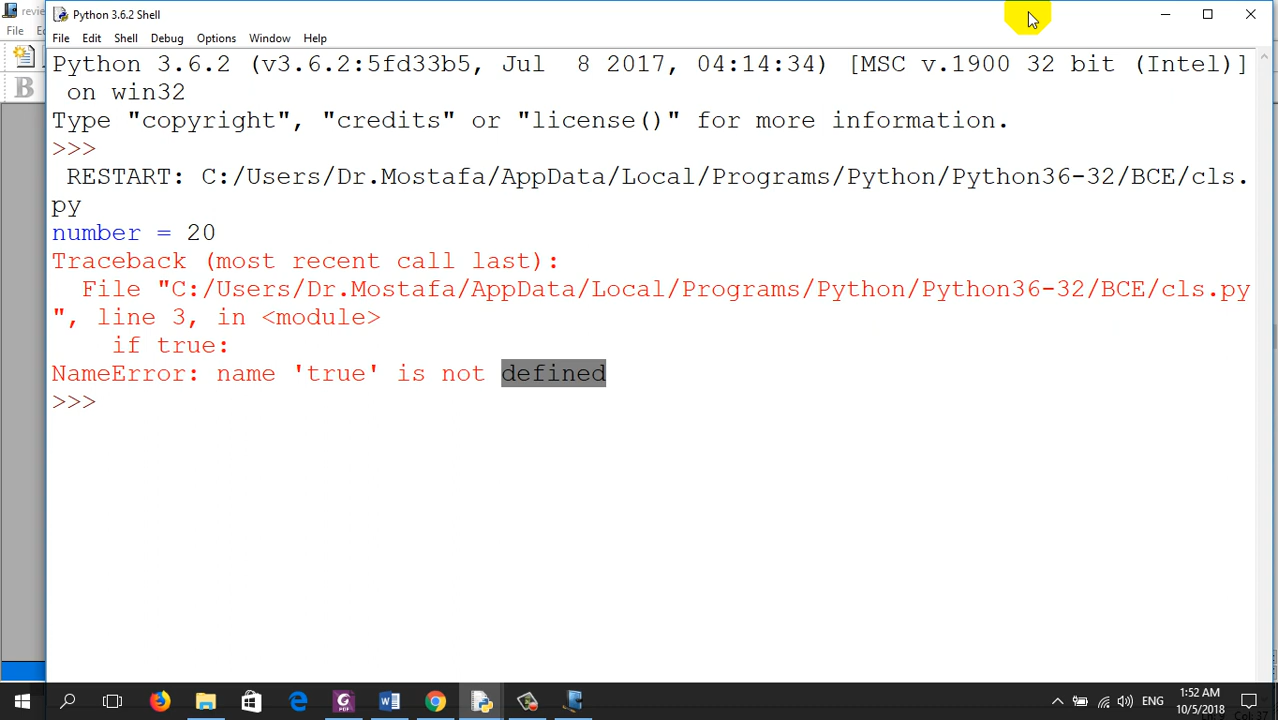 revie
Python 3.6.2 Shell
File
File Edit Shell Debug Options Window Help
B
Python 3.6.2 (v3.6.2:5fd33b5, Jul  8 2017, 04:14:34) [MSC v.1900 32 bit (Intel)]
on win32
Type "copyright", "credits" or "license()" for more information.
>>>
RESTART: C:/Users/Dr.Mostafa/AppData/Local/Programs/Python/Python36-32/BCE/cls.
py
number = 20
Traceback (most recent call last):
File "C:/Users/Dr.Mostafa/AppData/Local/Programs/Python/Python36-32/BCE/cls.py
", line 3, in <module>
if true:
NameError: name 'true' is not defined
>>>
ENG
1:52 AM
10/5/2018